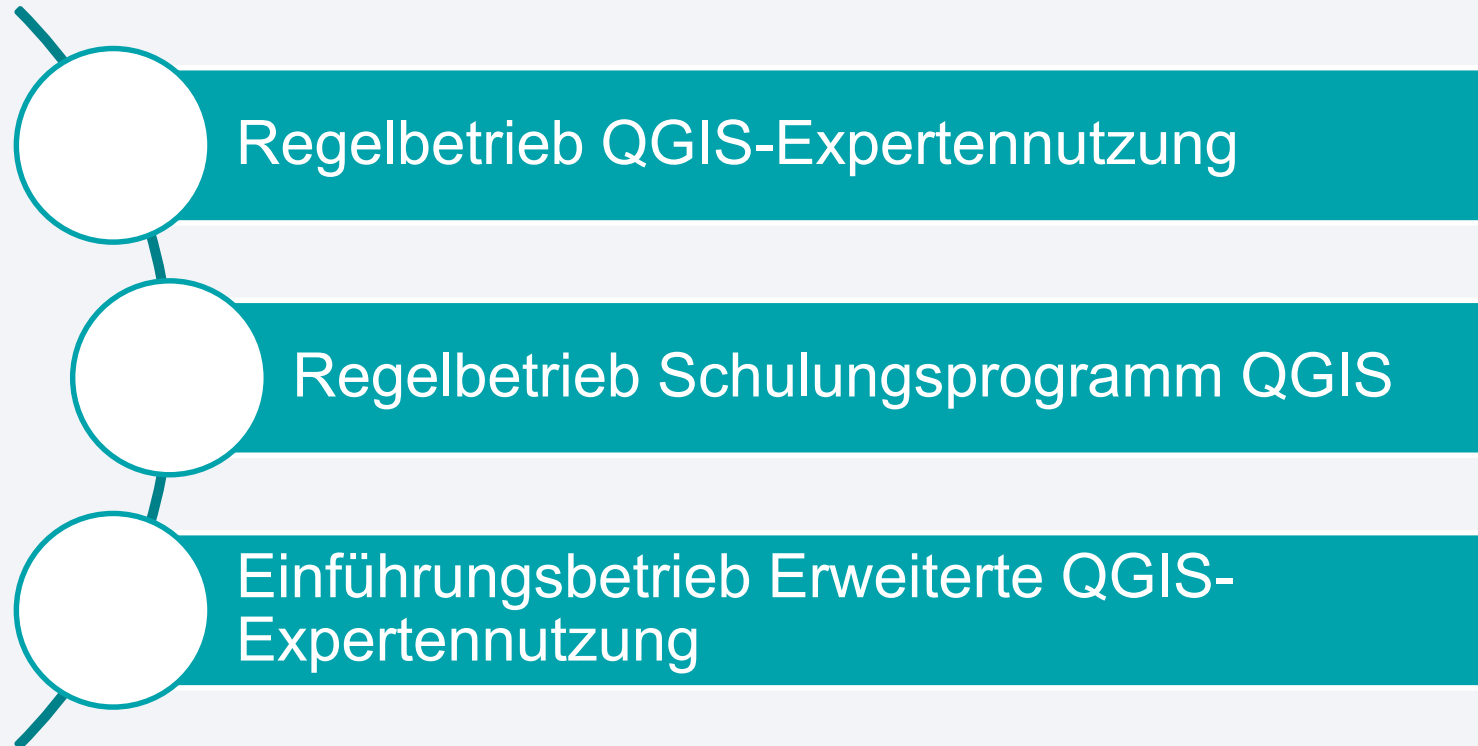 Regelbetrieb QGIS-Expertennutzung
Regelbetrieb Schulungsprogramm QGIS
Einführungsbetrieb Erweiterte QGIS-
Expertennutzung